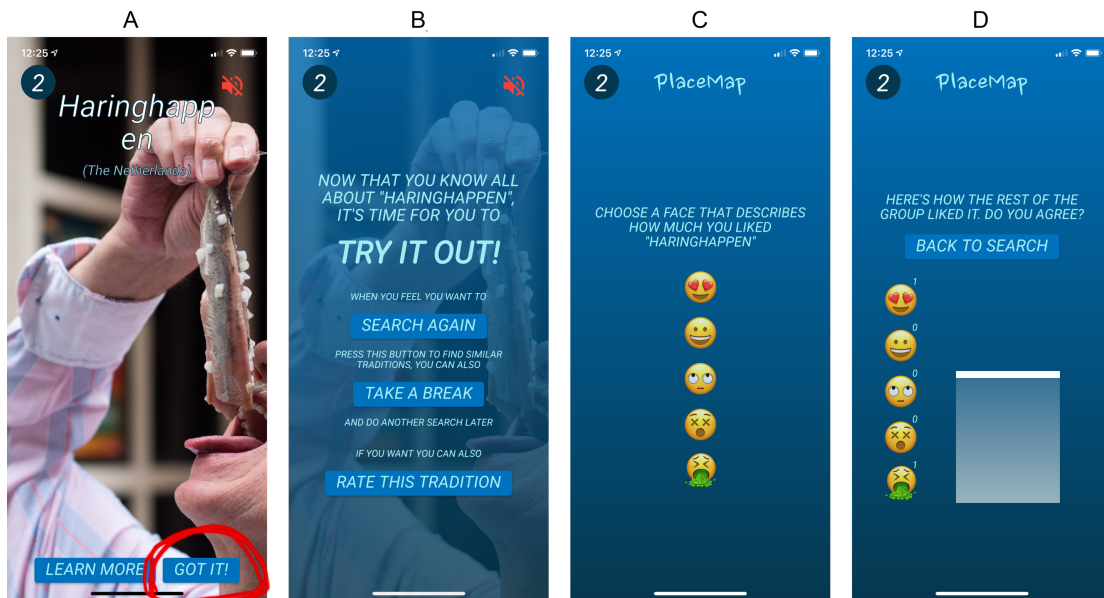 A
B
C
D
12:25
2
Haringhapp
en
(The Netherlands)
LEARN MORE
GOT IT!
12:25
2
NOW THAT YOU KNOW ALL
ABOUT "HARINGHAPPEN",
IT'S TIME FOR YOU TO
TRY IT OUT!
WHEN YOU FEEL YOU WANT TO
SEARCH AGAIN
PRESS THIS BUTTON TO FIND SIMILAR
TRADITIONS, YOU CAN ALSO
TAKE A BREAK
AND DO ANOTHER SEARCH LATER
IF YOU WANT YOU CAN ALSO
RATE THIS TRADITION
12:25
2
PlaceMap
CHOOSE A FACE THAT DESCRIBES
HOW MUCH YOU LIKED
"HARINGHAPPEN"
12:25
2
PlaceMap
HERE'S HOW THE REST OF THE
GROUP LIKED IT. DO YOU AGREE?
BACK TO SEARCH
1
0
0
0
1